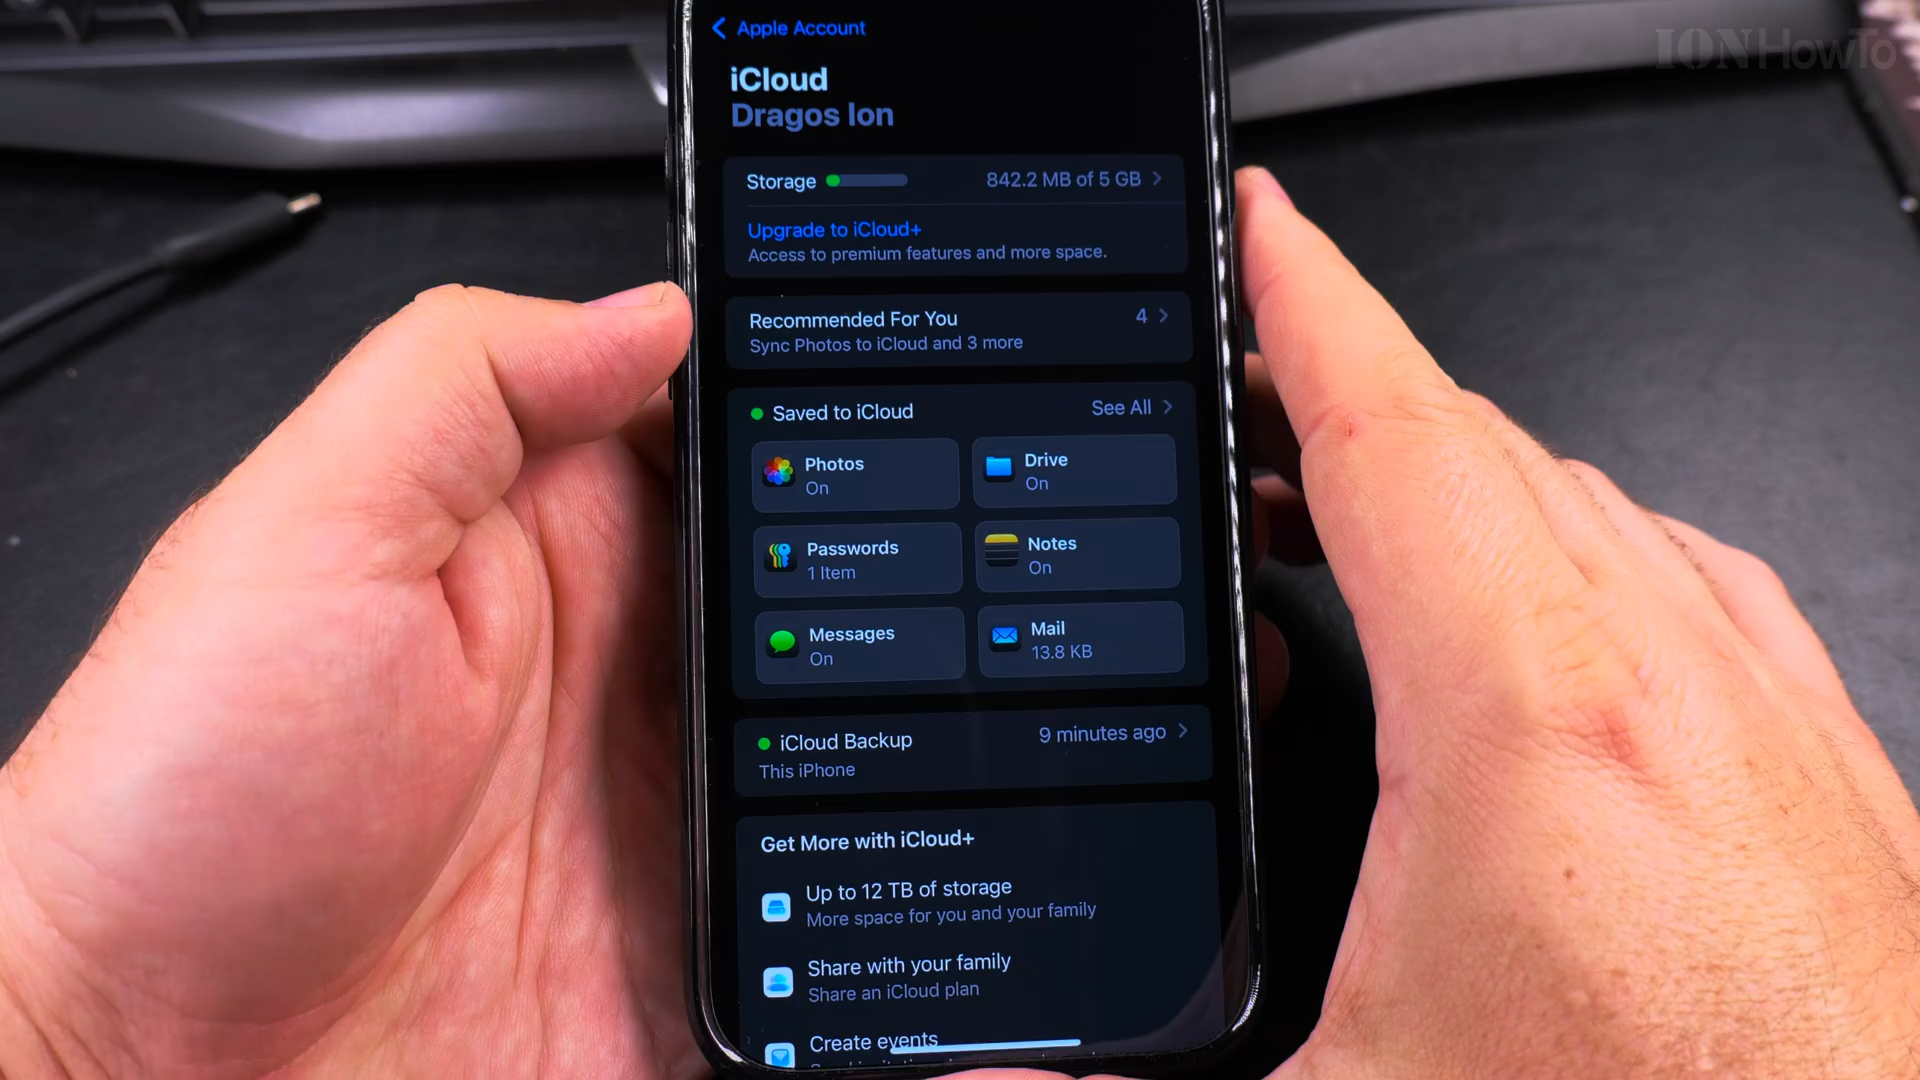 IONHowTo
Apple Account
iCloud
Dragos Ion
Storage 842.2 MB of 5 GB
Upgrade to iCloud+
Access to premium features and more space.
Recommended For You 4
Sync Photos to iCloud and 3 more
Saved to iCloud See All
Photos
On
Drive
On
Passwords
1 Item
Notes
On
Messages
On
Mail
13.8 KB
iCloud Backup 9 minutes ago
This iPhone
Get More with iCloud+
Up to 12 TB of storage
More space for you and your family
Share with your family
Share an iCloud plan
Create events